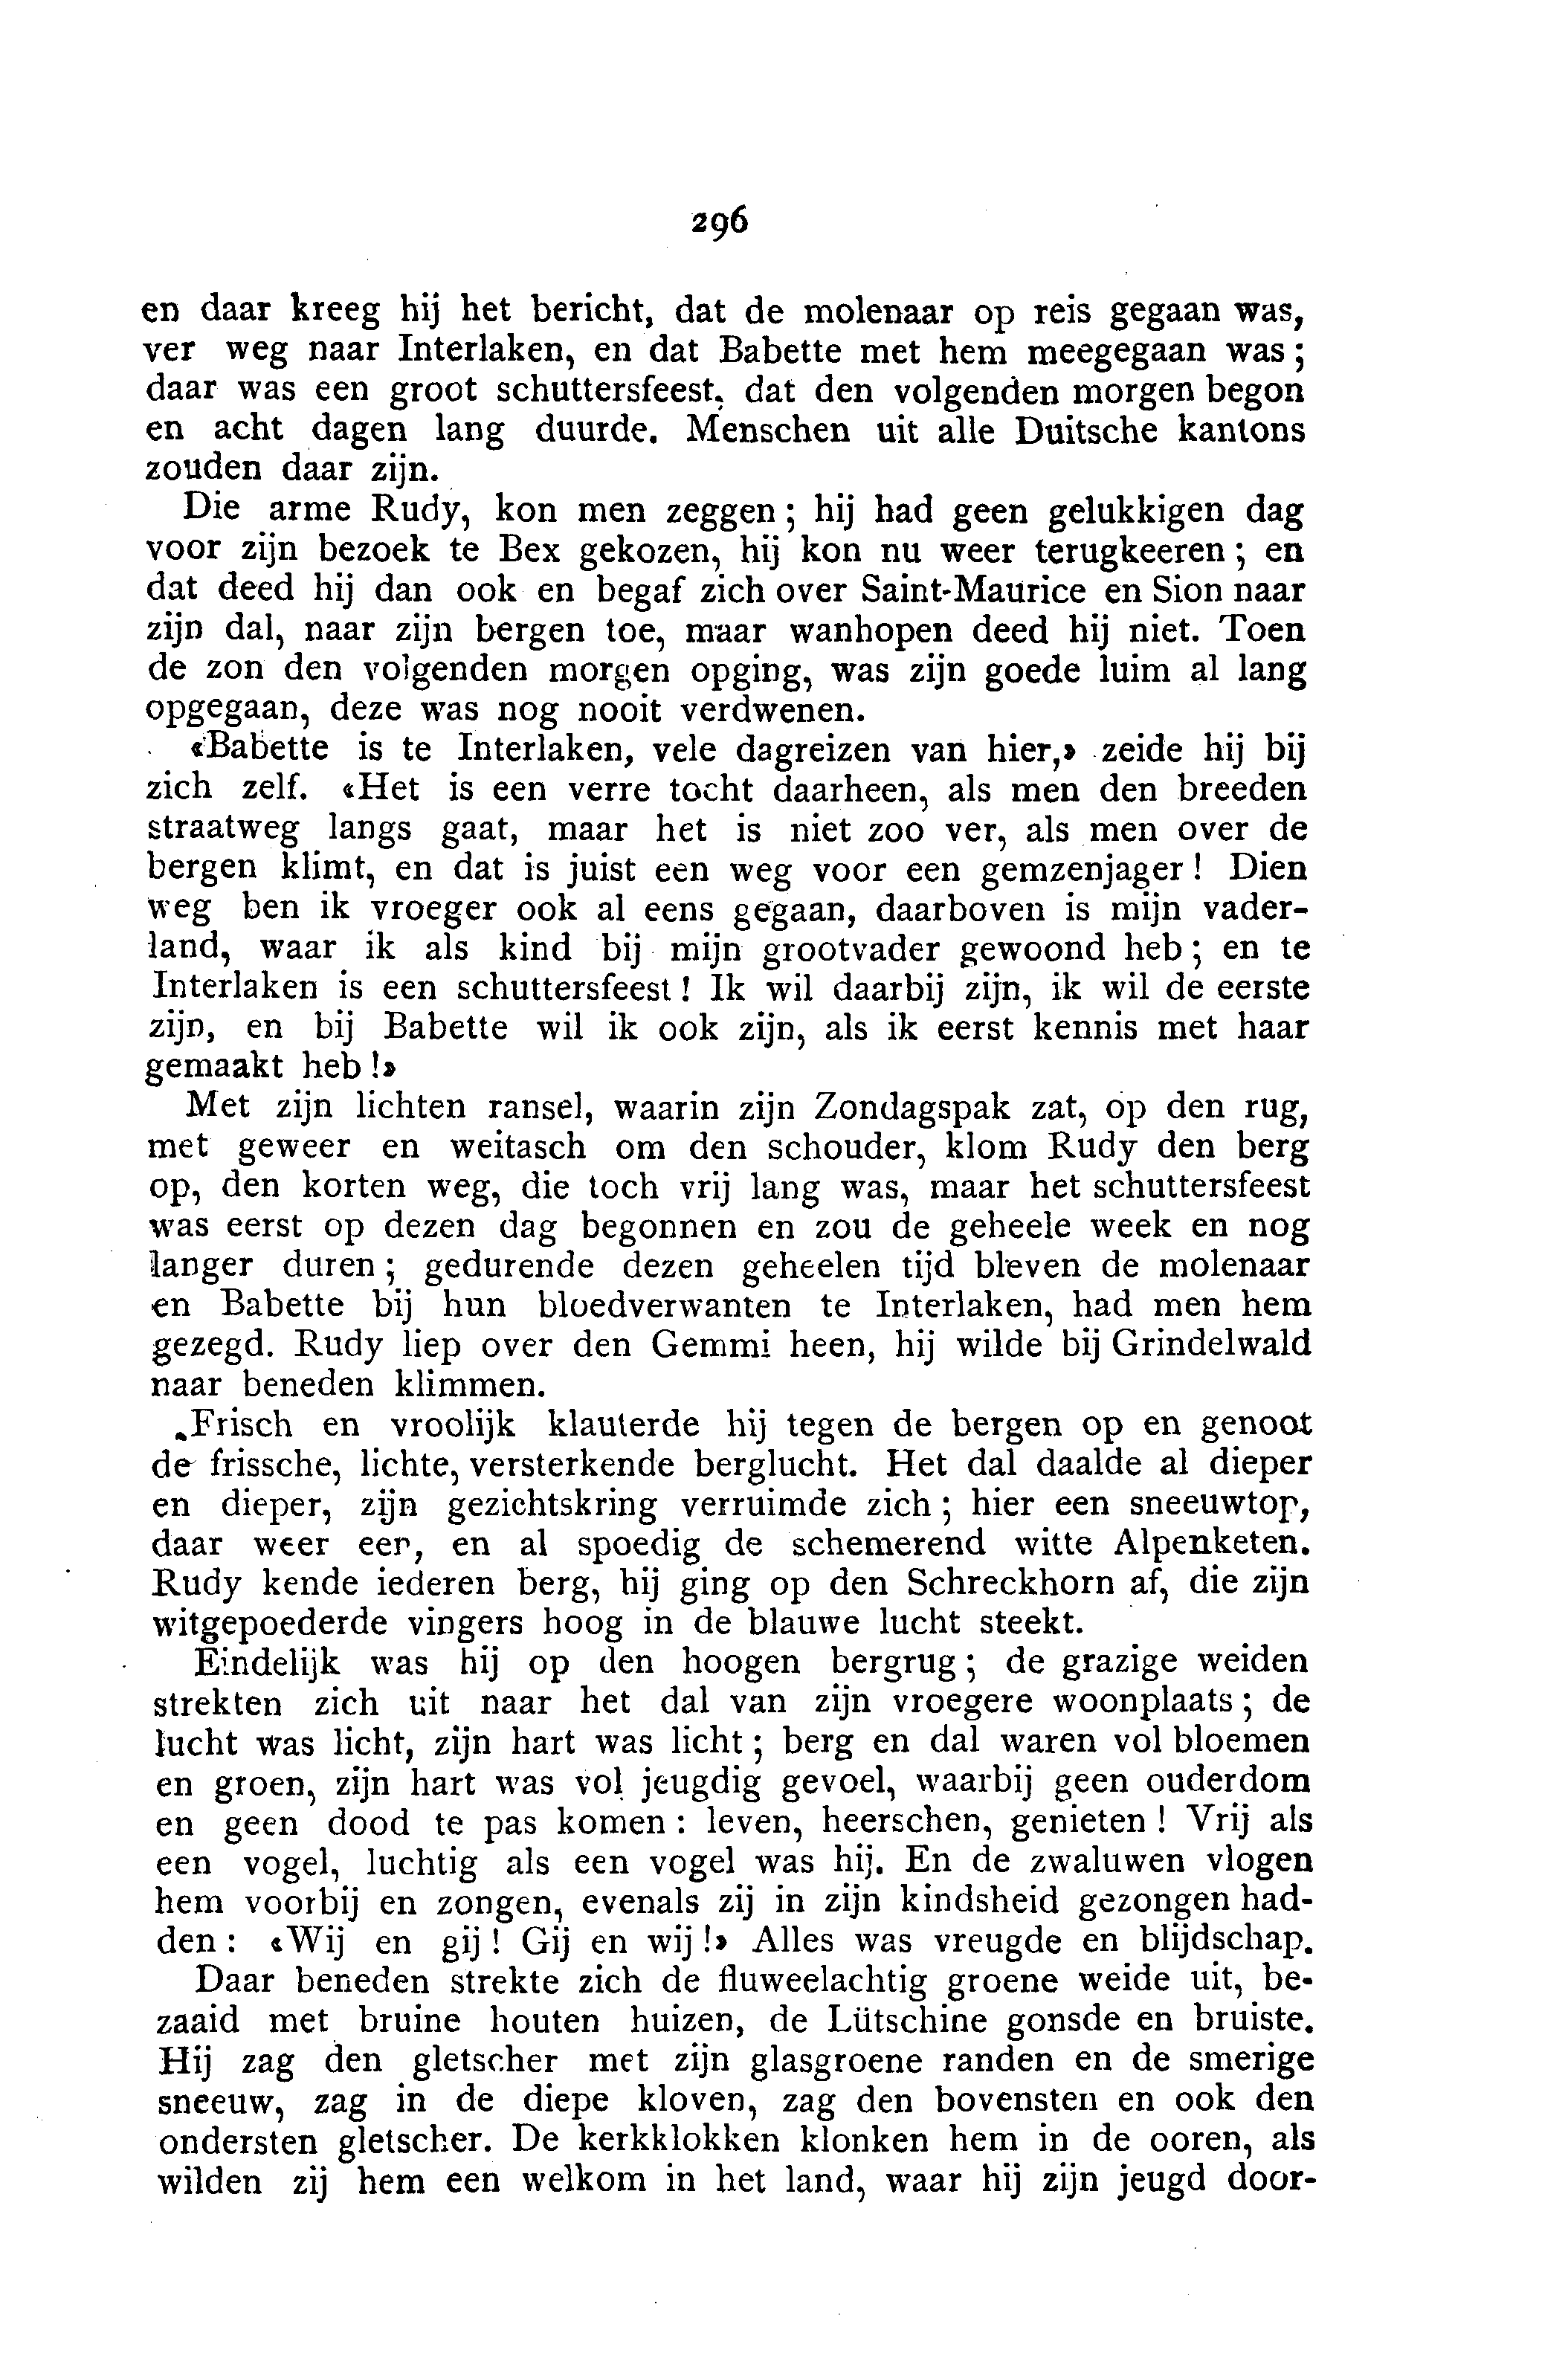 296
en daar kreeg hij het bericht, dat de molenaar op reis gegaan was,
ver weg naar Interlaken, en dat Babette met hem meegegaan was;
daar was een groot schuttersfeest, dat den volgenden morgen begon
en acht dagen lang duurde. Menschen uit alle Duitsche kantons
zouden daar zijn.
Die arme Rudy, kon men zeggen; hij had geen gelukkigen dag
voor zijn bezoek te Bex gekozen, hij kon nu weer terugkeeren; en
dat deed hij dan ook en begaf zich over Saint-Maurice en Sion naar
zijn dal, naar zijn bergen toe, maar wanhopen deed hij niet. Toen
de zon den volgenden morgen opging, was zijn goede luim al lang
opgegaan, deze was nog nooit verdwenen.
«Babette is te Interlaken, vele dagreizen van hier,» zeide hij bij
zich zelf. «Het is een verre tocht daarheen, als men den breeden
straatweg langs gaat, maar het is niet zoo ver, als men over de
bergen klimt, en dat is juist een weg voor een gemzenjager! Dien
weg ben ik vroeger ook al eens gegaan, daarboven is mijn vader-
land, waar ik als kind bij mijn grootvader gewoond heb; en te
Interlaken is een schuttersfeest! Ik wil daarbij zijn, ik wil de eerste
zijn, en bij Babette wil ik ook zijn, als ik eerst kennis met haar
gemaakt heb!»
Met zijn lichten ransel, waarin zijn Zondagspak zat, op den rug,
met geweer en weitasch om den schouder, klom Rudy den berg
op, den korten weg, die toch vrij lang was, maar het schuttersfeest
was eerst op dezen dag begonnen en zou de geheele week en nog
langer duren; gedurende dezen geheelen tijd bleven de molenaar
en Babette bij hun bloedverwanten te Interlaken, had men hem
gezegd. Rudy liep over den Gemmi heen, hij wilde bij Grindelwald
naar beneden klimmen.
Frisch en vroolijk klauterde hij tegen de bergen op en genoot
de frissche, lichte, versterkende berglucht. Het dal daalde al dieper
en dieper, zijn gezichtskring verruimde zich; hier een sneeuwtop,
daar weer een, en al spoedig de schemerend witte Alpenketen.
Rudy kende iederen berg, hij ging op den Schreckhorn af, die zijn
witgepoederde vingers hoog in de blauwe lucht steekt.
Eindelijk was hij op den hoogen bergrug; de grazige weiden
strekten zich uit naar het dal van zijn vroegere woonplaats; de
lucht was licht, zijn hart was licht; berg en dal waren vol bloemen
en groen, zijn hart was vol jeugdig gevoel, waarbij geen ouderdom
en geen dood te pas komen: leven, heerschen, genieten! Vrij als
een vogel, luchtig als een vogel was hij. En de zwaluwen vlogen
hem voorbij en zongen, evenals zij in zijn kindsheid gezongen had-
den: «Wij en gij! Gij en wij!» Alles was vreugde en blijdschap.
Daar beneden strekte zich de fluweelachtig groene weide uit, be-
zaaid met bruine houten huizen, de Lütschine gonsde en bruiste.
Hij zag den gletscher met zijn glasgroene randen en de smerige
sneeuw, zag in de diepe kloven, zag den bovensten en ook den
ondersten gletscher. De kerkklokken klonken hem in de ooren, als
wilden zij hem een welkom in het land, waar hij zijn jeugd door-